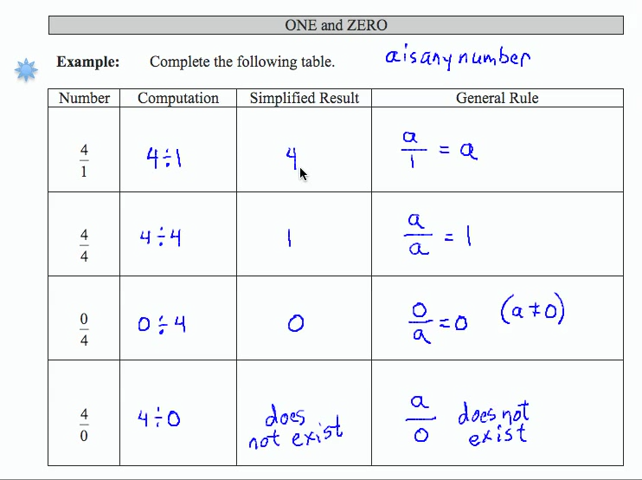 ONE and ZERO
Example: Complete the following table. a is any number
Number Computation Simplified Result General Rule
4/1 4÷1 4 a/1 = a
4/4 4÷4 1 a/a = 1
0/4 0÷4 0 0/a = 0 (a≠0)
4/0 4÷0 does not exist a/0 does not exist